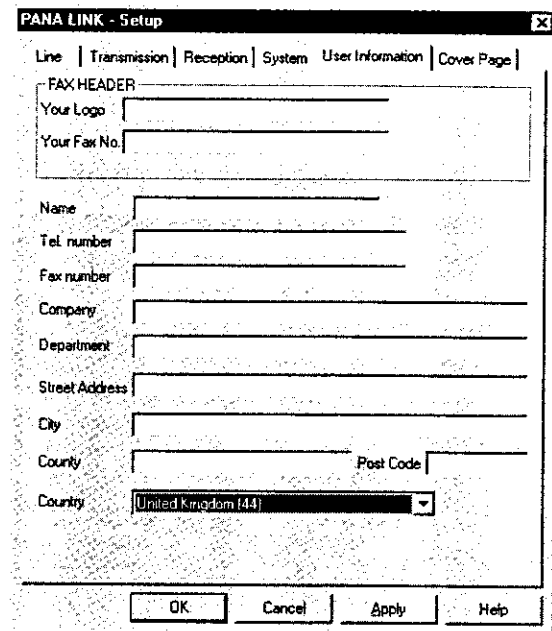 PANA LINK - Setup
Line Transmission Reception System User Information Cover Page
FAX HEADER
Your Logo
Your Fax No.
Name
Tel. number
Fax number
Company
Department
Street Address
City
County Post Code
Country United Kingdom (44)
OK Cancel Apply Help